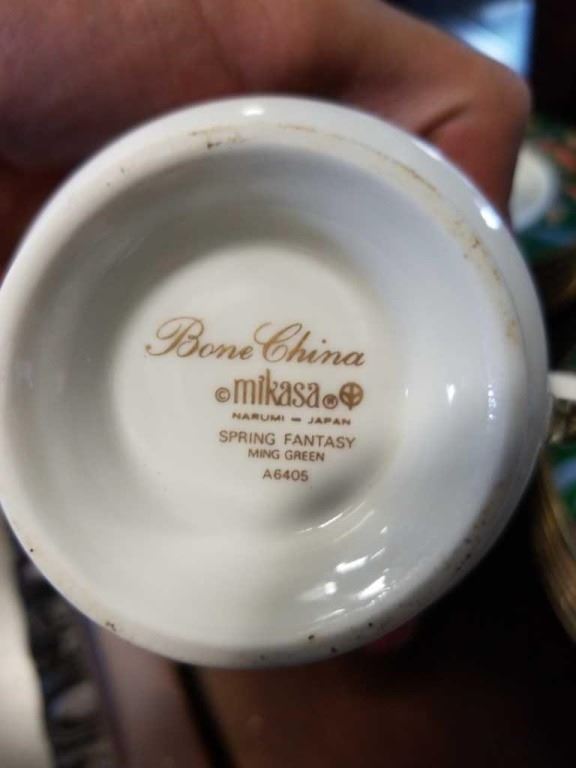 Bone China
©mikasa®
NARUMI – JAPAN
SPRING FANTASY
MING GREEN
A6405